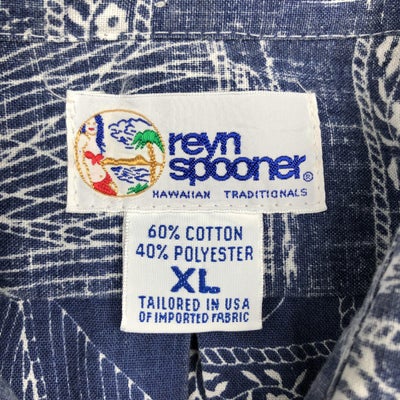 reyn
spooner®
HAWAIIAN TRADITIONALS
60% COTTON
40% POLYESTER
XL
TAILORED IN USA
OF IMPORTED FABRIC